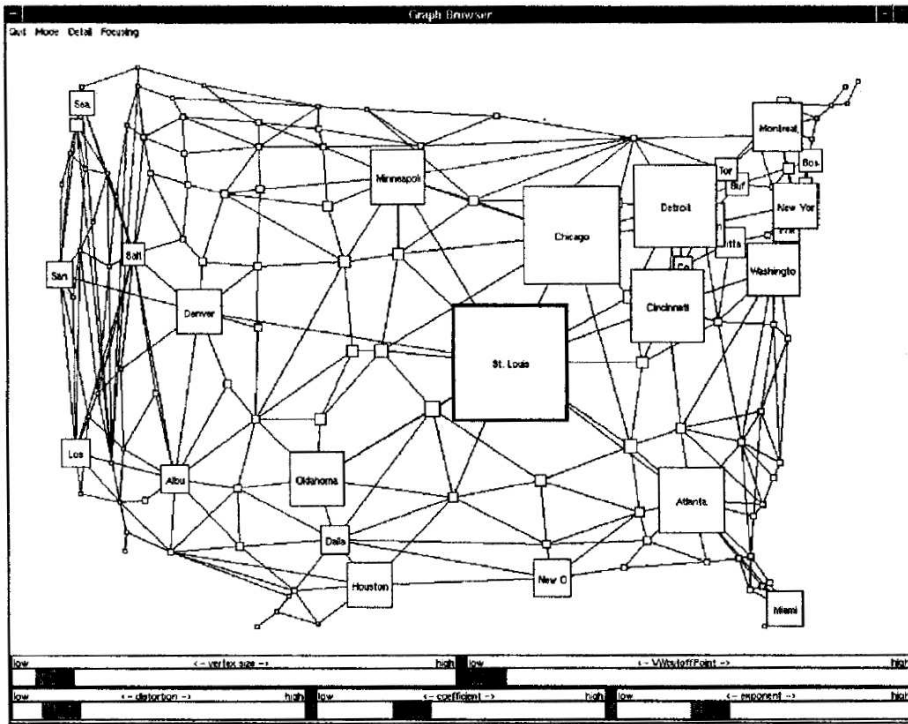 Graph Browser
Quit Mode Detail Focusing
Sea
Montreal
Bos
Tor
Buf
Minneapoli
Detroit
New Yor
Chicago
Salt
San
Washingto
Co
Denver
Cincinnati
St. Louis
Los
Albu
Oklahoma
Atlanta
Dalla
Houston
New O
Miami
low <- vertex size -> high low <- VWcutoffPoint -> high
low <- distortion -> high low <- coefficient -> high low <- exponent -> high